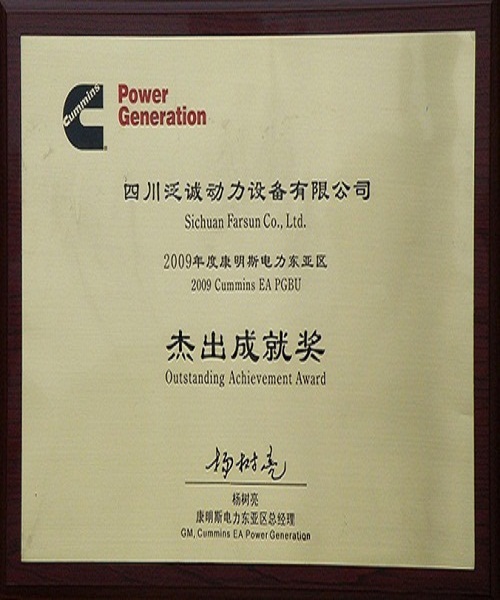 Cummins
Power
Generation
四川泛诚动力设备有限公司
Sichuan Farsun Co., Ltd.
2009年度康明斯电力东亚区
2009 Cummins EA PGBU
杰出成就奖
Outstanding Achievement Award
杨树亮
杨树亮
康明斯电力东亚区总经理
GM, Cummins EA Power Generation